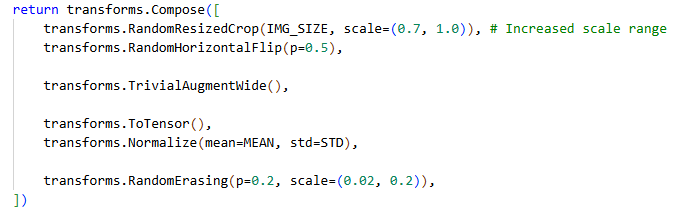 return transforms.Compose([
    transforms.RandomResizedCrop(IMG_SIZE, scale=(0.7, 1.0)), # Increased scale range
    transforms.RandomHorizontalFlip(p=0.5),
    transforms.TrivialAugmentWide(),
    transforms.ToTensor(),
    transforms.Normalize(mean=MEAN, std=STD),
    transforms.RandomErasing(p=0.2, scale=(0.02, 0.2)),
])